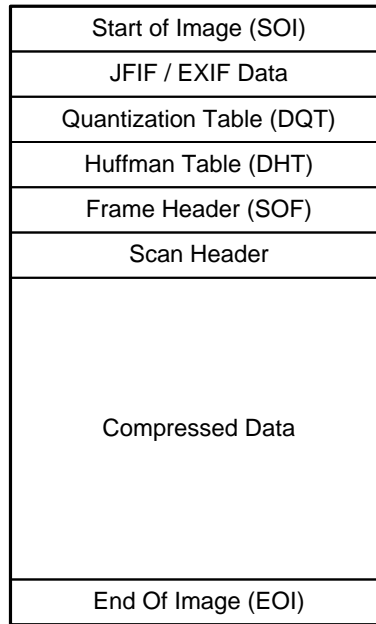 Start of Image (SOI)
JFIF / EXIF Data
Quantization Table (DQT)
Huffman Table (DHT)
Frame Header (SOF)
Scan Header
Compressed Data
End Of Image (EOI)